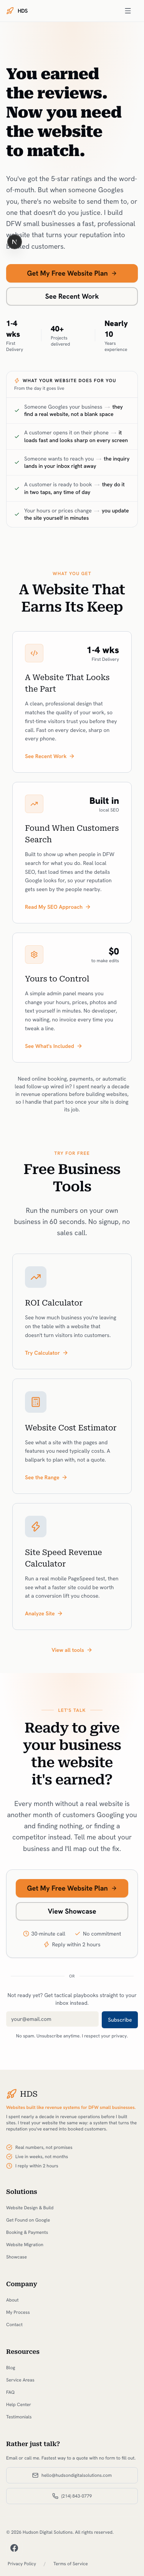 HDS
You earned
the reviews.
Now you need
the website
to match.
You've got the 5-star ratings and the word-
of-mouth. But when someone Googles
you, there's no website to send them to, or
one that doesn't do you justice. I build
DFW small businesses a fast, professional
website that turns your reputation into
booked customers.
N
Get My Free Website Plan →
See Recent Work
1-4
wks
First
Delivery
40+
Projects
delivered
Nearly
10
Years
experience
WHAT YOUR WEBSITE DOES FOR YOU
From the day it goes live
Someone Googles your business → they
find a real website, not a blank space
A customer opens it on their phone → it
loads fast and looks sharp on every screen
Someone wants to reach you → the inquiry
lands in your inbox right away
A customer is ready to book → they do it
in two taps, any time of day
Your hours or prices change → you update
the site yourself in minutes
WHAT YOU GET
A Website That
Earns Its Keep
1-4 wks
First Delivery
A Website That Looks
the Part
A clean, professional design that
matches the quality of your work, so
first-time visitors trust you before they
call. Fast on every device, sharp on
every phone.
See Recent Work →
Built in
local SEO
Found When Customers
Search
Built to show up when people in DFW
search for what you do. Real local
SEO, fast load times and the details
Google looks for, so your reputation
gets seen by the people nearby.
Read My SEO Approach →
$0
to make edits
Yours to Control
A simple admin panel means you
change your hours, prices, photos and
text yourself in minutes. No developer,
no waiting, no invoice every time you
tweak a line.
See What's Included →
Need online booking, payments, or automatic
lead follow-up wired in? I spent nearly a decade
in revenue operations before building websites,
so I handle that part too once your site is doing
its job.
TRY FOR FREE
Free Business
Tools
Run the numbers on your own
business in 60 seconds. No signup, no
sales call.
ROI Calculator
See how much business you're leaving
on the table with a website that
doesn't turn visitors into customers.
Try Calculator →
Website Cost Estimator
See what a site with the pages and
features you need typically costs. A
ballpark to plan with, not a quote.
See the Range →
Site Speed Revenue
Calculator
Run a real mobile PageSpeed test, then
see what a faster site could be worth
at a conversion lift you choose.
Analyze Site →
View all tools →
LET'S TALK
Ready to give
your business
the website
it's earned?
Every month without a real website is
another month of customers Googling you
and finding nothing, or finding a
competitor instead. Tell me about your
business and I'll map out the fix.
Get My Free Website Plan →
View Showcase
30-minute call
No commitment
Reply within 2 hours
OR
Not ready yet? Get tactical playbooks straight to your
inbox instead.
your@email.com
Subscribe
No spam. Unsubscribe anytime. I respect your privacy.
HDS
Websites built the revenue systems for DFW small businesses.
I spent nearly a decade in revenue operations before I built
sites. I treat your website the same way: a system that turns the
reputation you've earned into booked customers.
Real numbers, not promises
Live in weeks, not months
I reply within 2 hours
Solutions
Website Design & Build
Get Found on Google
Booking & Payments
Website Migration
Showcase
Company
About
My Process
Contact
Resources
Blog
Service Areas
FAQ
Help Center
Testimonials
Rather just talk?
Email or call me. Fastest way to a quote with no form to fill out.
hello@hudsondigitalsolutions.com
(214) 843-0779
© 2026 Hudson Digital Solutions. All rights reserved.
Privacy Policy
Terms of Service